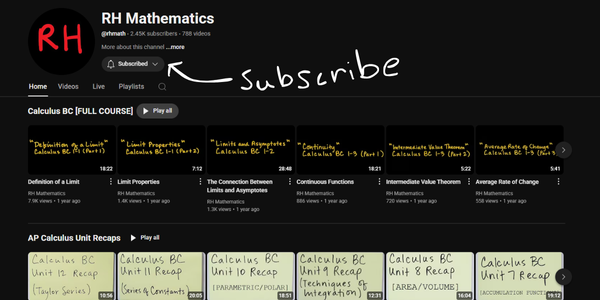 RH
RH Mathematics
@rhmath · 2.45K subscribers · 788 videos
More about this channel ...more
Subscribed
subscribe
Home Videos Live Playlists
Calculus BC [FULL COURSE] Play all
"Definition of a Limit"
Calculus BC 1-1 (Part 1)
18:22
"Limit Properties"
Calculus BC 1-1 (Part 2)
7:12
"Limits and Asymptotes"
Calculus BC 1-2
28:48
"Continuity"
Calculus BC 1-3 (Part 1)
18:21
"Intermediate Value Theorem"
Calculus BC 1-3 (Part 2)
5:22
"Average Rate of Change"
Calculus BC 1-3 (Part
5:41
Definition of a Limit
RH Mathematics
7.9K views · 1 year ago
Limit Properties
RH Mathematics
1.4K views · 1 year ago
The Connection Between
Limits and Asymptotes
RH Mathematics
1.3K views · 1 year ago
Continuous Functions
RH Mathematics
886 views · 1 year ago
Intermediate Value Theorem
RH Mathematics
720 views · 1 year ago
Average Rate of Change
RH Mathematics
558 views · 1 year ago
AP Calculus Unit Recaps Play all
Calculus BC
Unit 12 Recap
(Taylor Series)
10:56
Calculus BC
Unit 11 Recap
(Series of Constants)
28:05
Calculus BC
Unit 10 Recap
[PARAMETRIC/POLAR]
18:51
Calculus BC
Unit 9 Recap
(Techniques of
Integration)
12:31
Calculus BC
Unit 8 Recap
[AREA/VOLUME]
16:04
Calculus BC
Unit 7 Recap
[ACCUMULATION FUNCTIONS
19:12